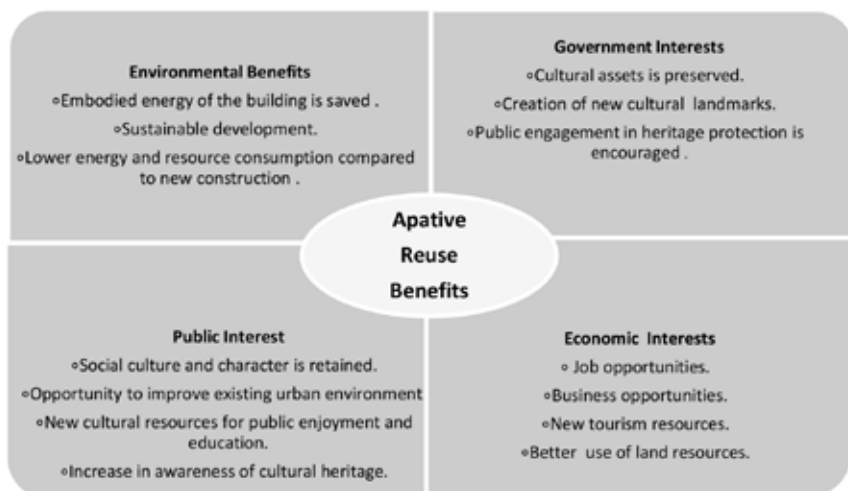 Environmental Benefits
∘Embodied energy of the building is saved .
∘Sustainable development.
∘Lower energy and resource consumption compared
to new construction .
Government Interests
∘Cultural assets is preserved.
∘Creation of new cultural landmarks.
∘Public engagement in heritage protection is
encouraged .
Apative
Reuse
Benefits
Public Interest
∘Social culture and character is retained.
∘Opportunity to improve existing urban environment
∘New cultural resources for public enjoyment and
education.
∘Increase in awareness of cultural heritage.
Economic Interests
∘ Job opportunities.
∘Business opportunities.
∘New tourism resources.
∘Better use of land resources.